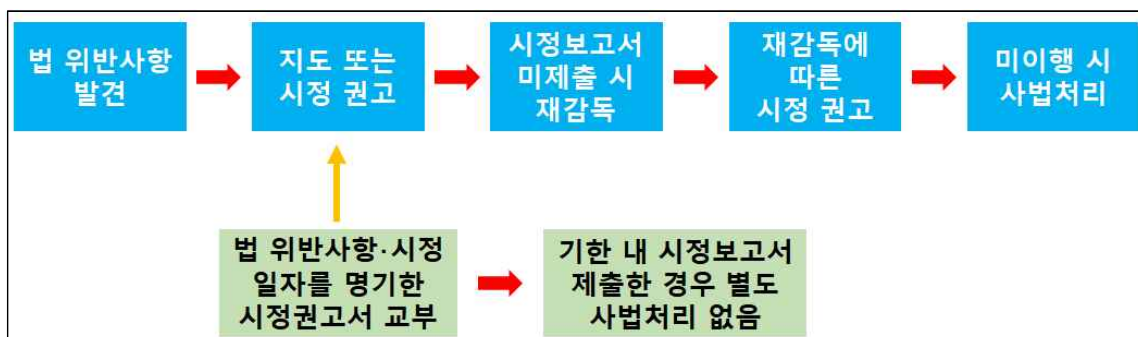 법 위반사항
발견
지도 또는
시정 권고
시정보고서
미제출 시
재감독
재감독에
따른
시정 권고
미이행 시
사법처리
법 위반사항·시정
일자를 명기한
시정권고서 교부
기한 내 시정보고서
제출한 경우 별도
사법처리 없음